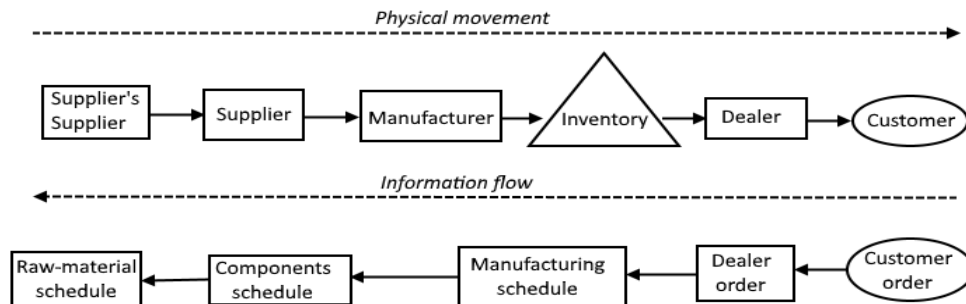 Physical movement
Supplier's
Supplier
Supplier
Manufacturer
Inventory
Dealer
Customer
Information flow
Raw-material
schedule
Components
schedule
Manufacturing
schedule
Dealer
order
Customer
order